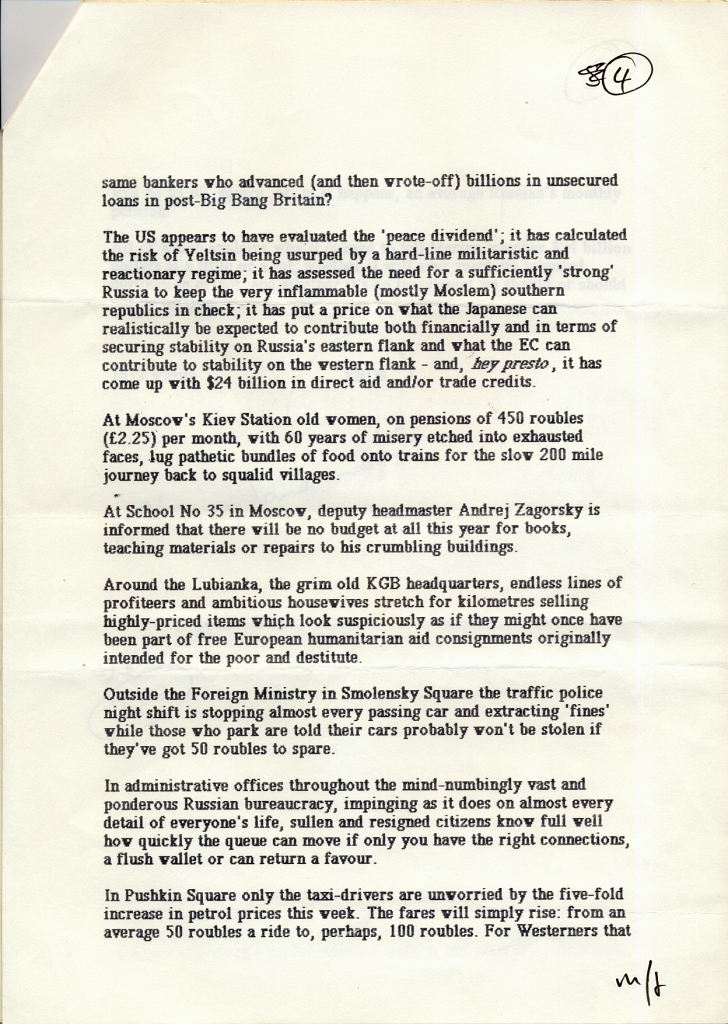 4
same bankers who advanced (and then wrote-off) billions in unsecured
loans in post-Big Bang Britain?
The US appears to have evaluated the 'peace dividend'; it has calculated
the risk of Yeltsin being usurped by a hard-line militaristic and
reactionary regime; it has assessed the need for a sufficiently 'strong'
Russia to keep the very inflammable (mostly Moslem) southern
republics in check; it has put a price on what the Japanese can
realistically be expected to contribute both financially and in terms of
securing stability on Russia's eastern flank and what the EC can
contribute to stability on the western flank - and, hey presto, it has
come up with $24 billion in direct aid and/or trade credits.
At Moscow's Kiev Station old women, on pensions of 450 roubles
(£2.25) per month, with 60 years of misery etched into exhausted
faces, lug pathetic bundles of food onto trains for the slow 200 mile
journey back to squalid villages.
At School No 35 in Moscow, deputy headmaster Andrej Zagorsky is
informed that there will be no budget at all this year for books,
teaching materials or repairs to his crumbling buildings.
Around the Lubianka, the grim old KGB headquarters, endless lines of
profiteers and ambitious housewives stretch for kilometres selling
highly-priced items which look suspiciously as if they might once have
been part of free European humanitarian aid consignments originally
intended for the poor and destitute.
Outside the Foreign Ministry in Smolensky Square the traffic police
night shift is stopping almost every passing car and extracting 'fines'
while those who park are told their cars probably won't be stolen if
they've got 50 roubles to spare.
In administrative offices throughout the mind-numbingly vast and
ponderous Russian bureaucracy, impinging as it does on almost every
detail of everyone's life, sullen and resigned citizens know full well
how quickly the queue can move if only you have the right connections,
a flush wallet or can return a favour.
In Pushkin Square only the taxi-drivers are unworried by the five-fold
increase in petrol prices this week. The fares will simply rise: from an
average 50 roubles a ride to, perhaps, 100 roubles. For Westerners that
m/f